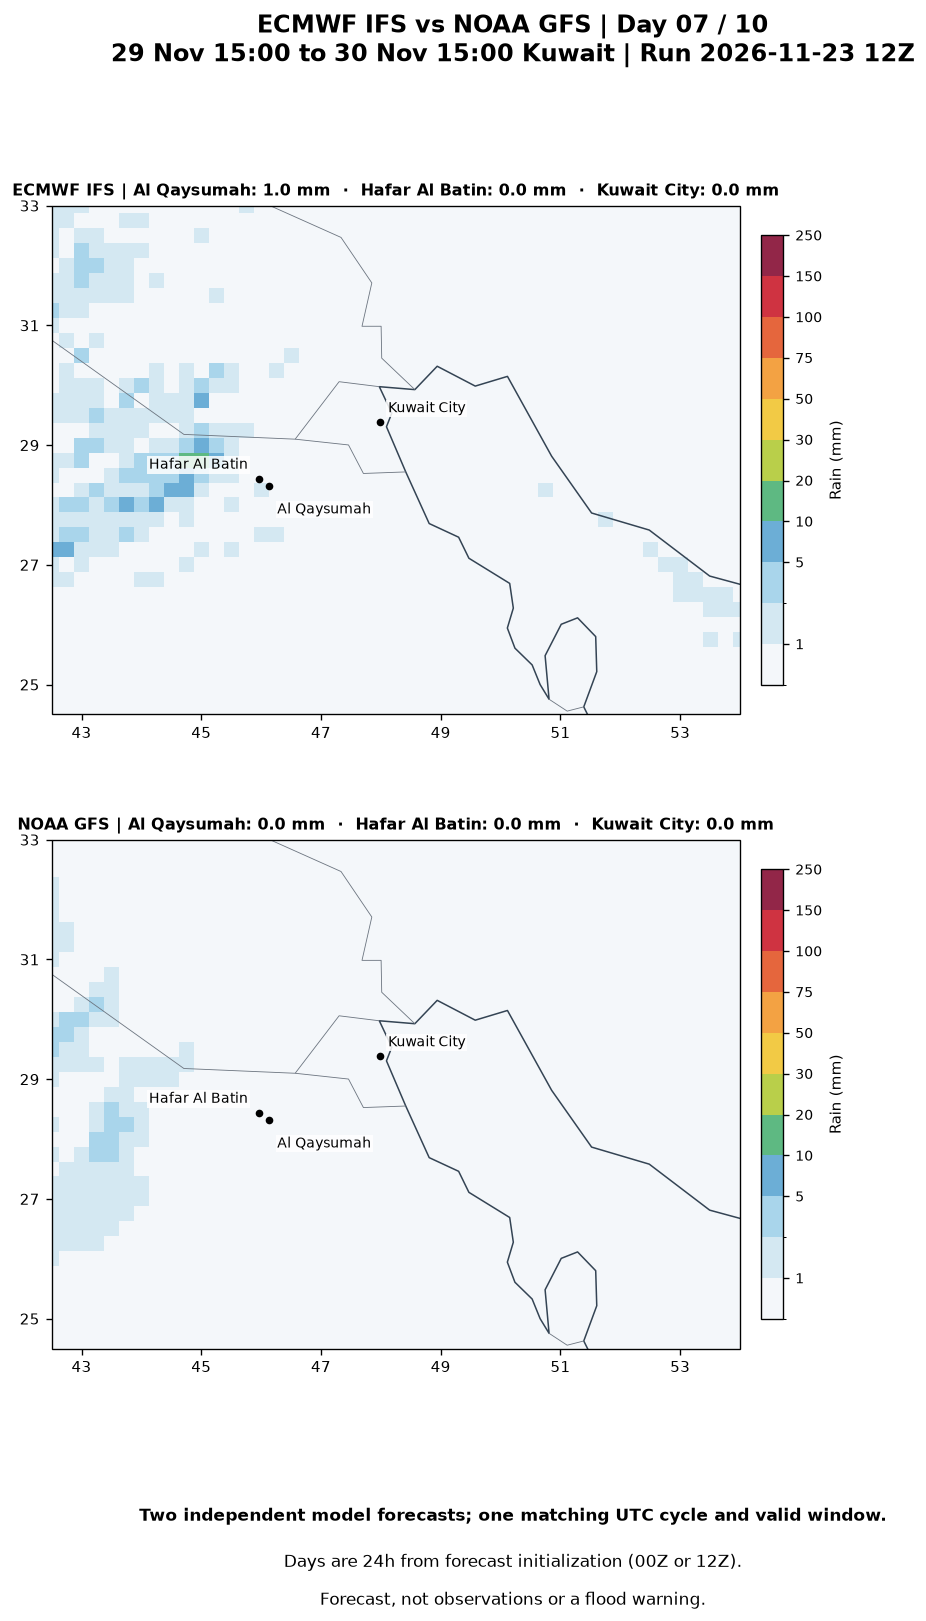 ECMWF IFS vs NOAA GFS | Day 07 / 10
29 Nov 15:00 to 30 Nov 15:00 Kuwait | Run 2026-11-23 12Z
ECMWF IFS | Al Qaysumah: 1.0 mm · Hafar Al Batin: 0.0 mm · Kuwait City: 0.0 mm
33
31
29
27
25
43
45
47
49
51
53
Kuwait City
Hafar Al Batin
Al Qaysumah
250
150
100
75
50
30
20
10
5
1
Rain (mm)
NOAA GFS | Al Qaysumah: 0.0 mm · Hafar Al Batin: 0.0 mm · Kuwait City: 0.0 mm
33
31
29
27
25
43
45
47
49
51
53
Kuwait City
Hafar Al Batin
Al Qaysumah
250
150
100
75
50
30
20
10
5
1
Rain (mm)
Two independent model forecasts; one matching UTC cycle and valid window.
Days are 24h from forecast initialization (00Z or 12Z).
Forecast, not observations or a flood warning.